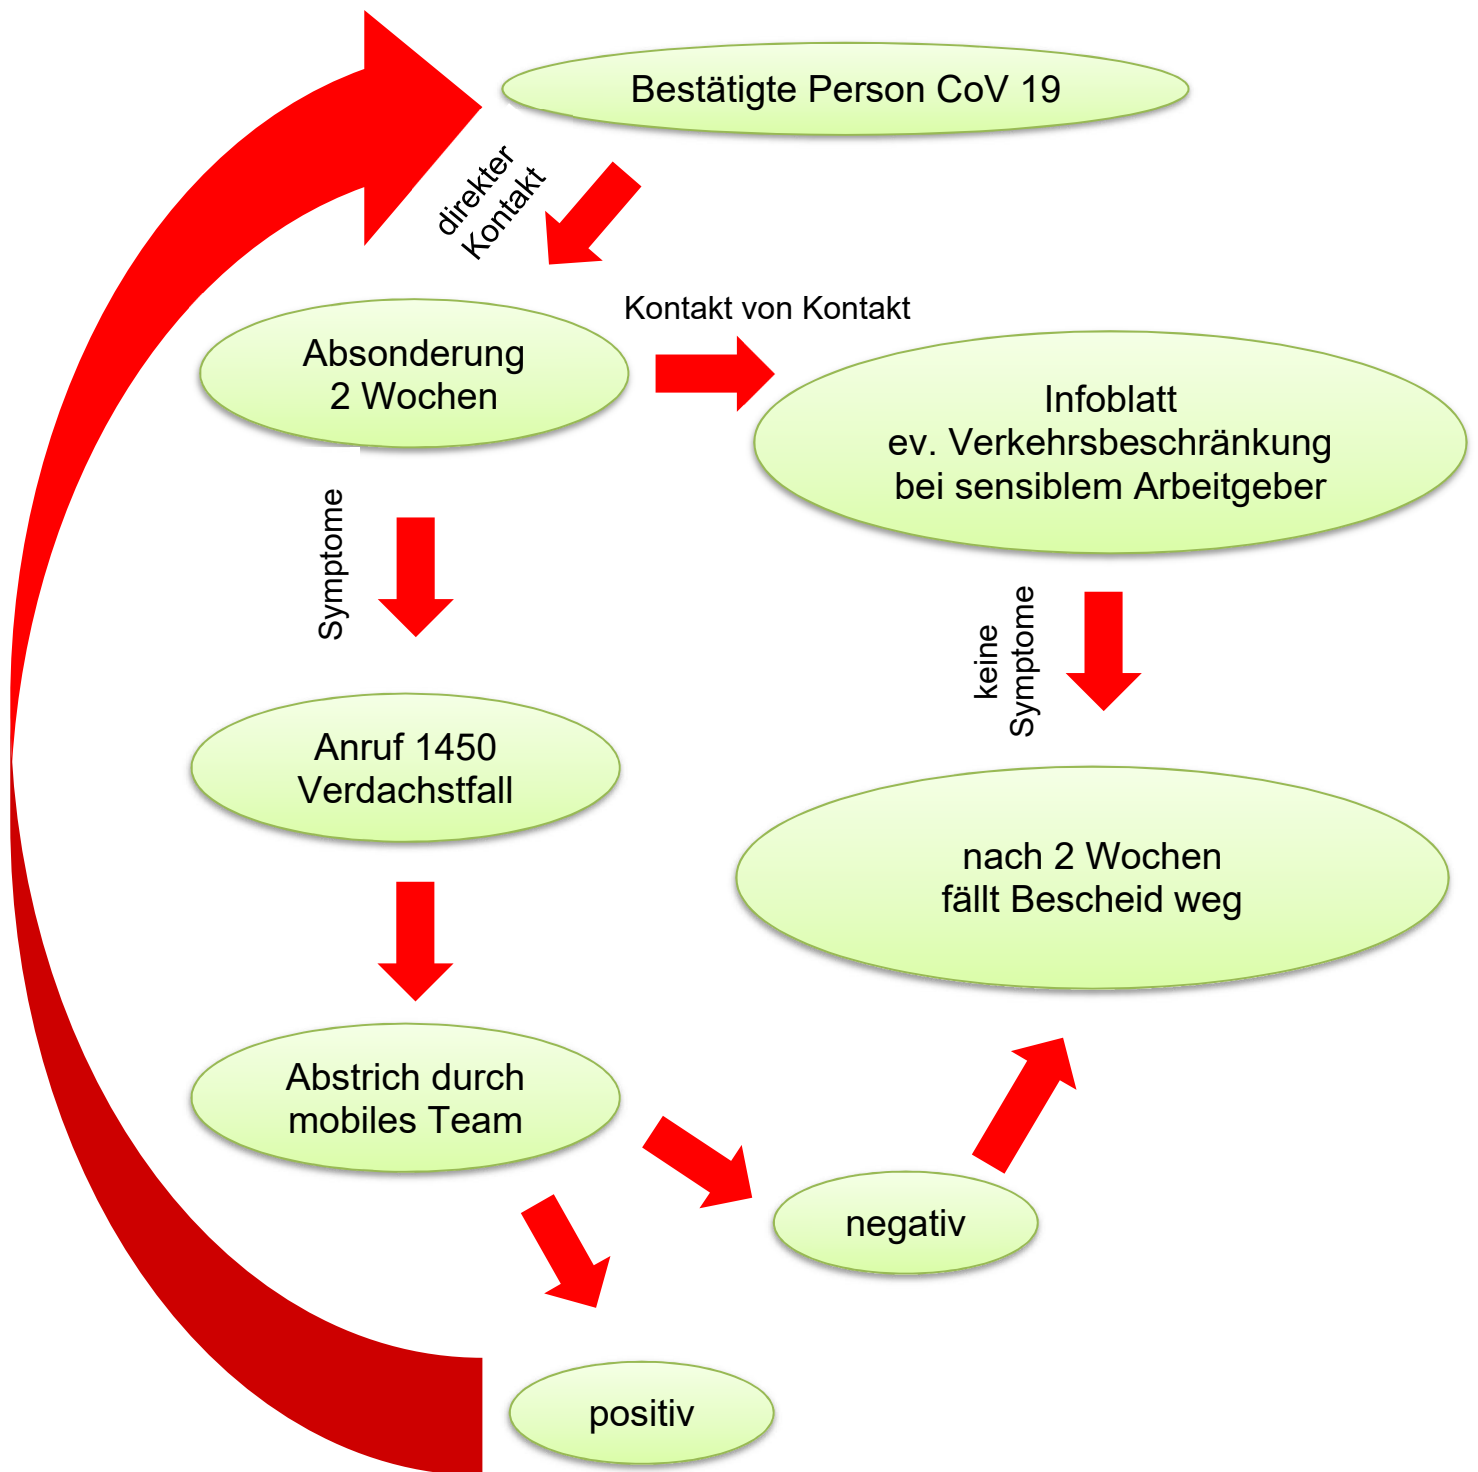 Bestätigte Person CoV 19
direkter
Kontakt
Absonderung
2 Wochen
Kontakt von Kontakt
Infoblatt
ev. Verkehrsbeschränkung
bei sensiblem Arbeitgeber
Symptome
keine
Symptome
Anruf 1450
Verdachstfall
nach 2 Wochen
fällt Bescheid weg
Abstrich durch
mobiles Team
negativ
positiv